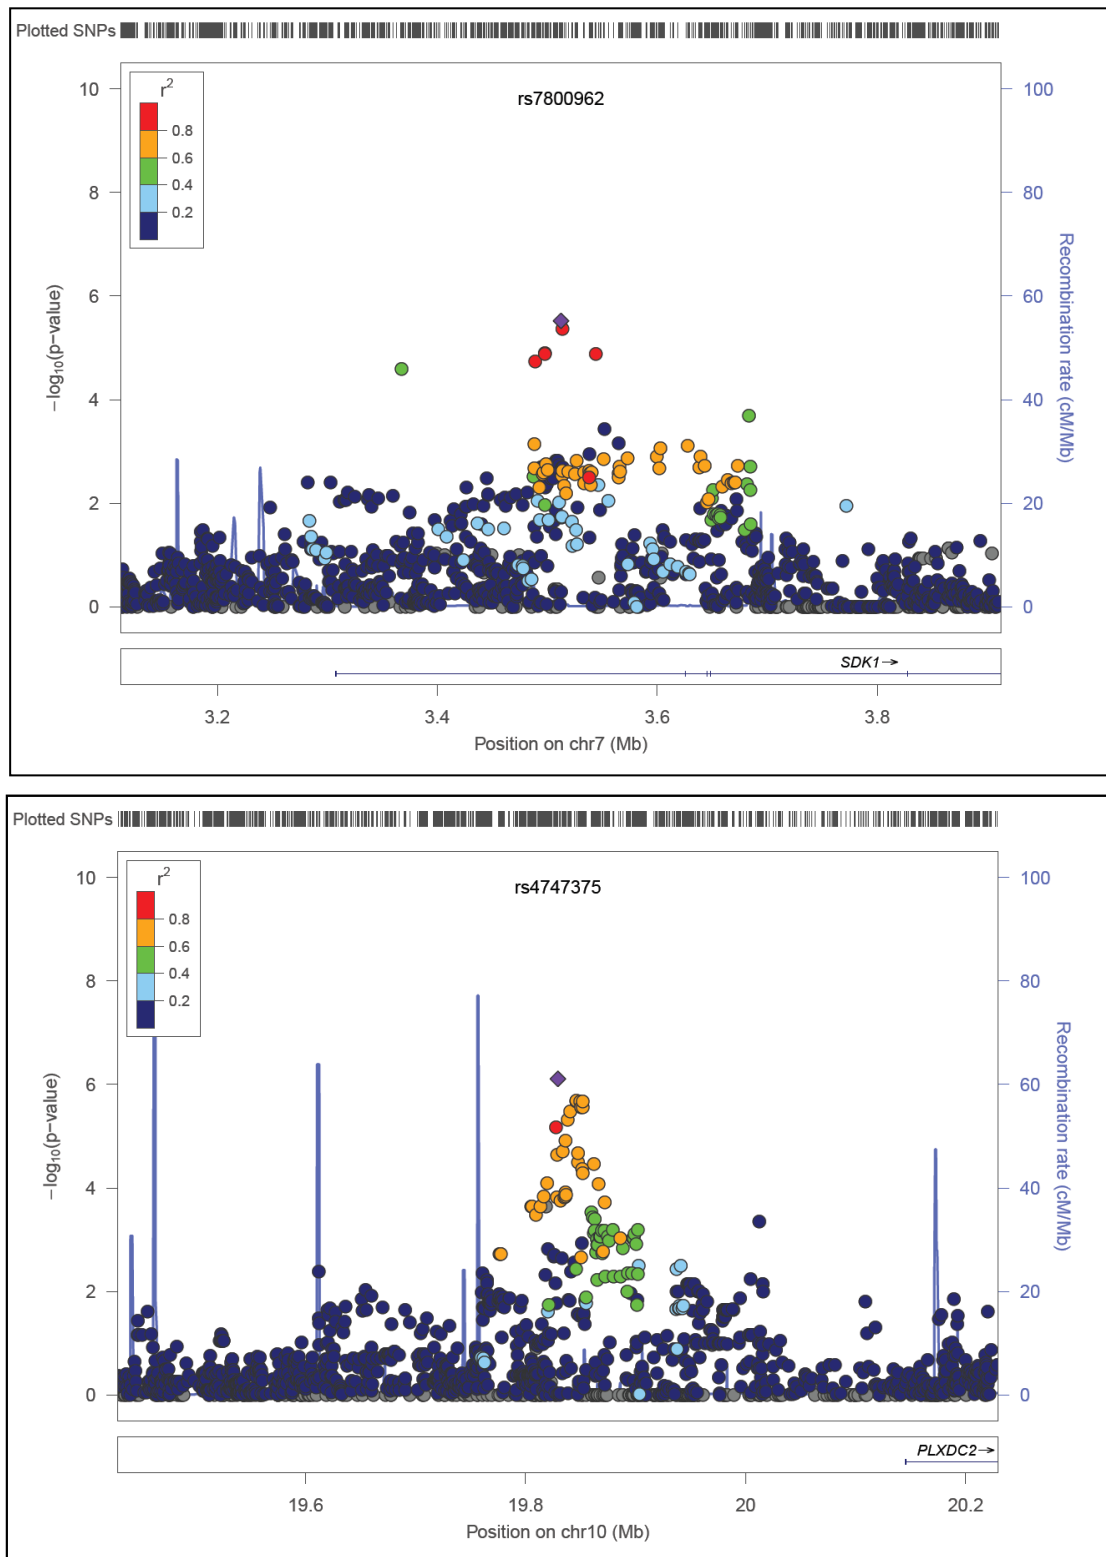 Plotted SNPs
rs7800962
r²
0.8
0.6
0.4
0.2
10
8
6
4
2
0
−log₁₀(p−value)
100
80
60
40
20
0
Recombination rate (cM/Mb)
SDK1→
3.2 3.4 3.6 3.8
Position on chr7 (Mb)
Plotted SNPs
rs4747375
r²
0.8
0.6
0.4
0.2
10
8
6
4
2
0
−log₁₀(p−value)
100
80
60
40
20
0
Recombination rate (cM/Mb)
PLXDC2→
19.6 19.8 20 20.2
Position on chr10 (Mb)